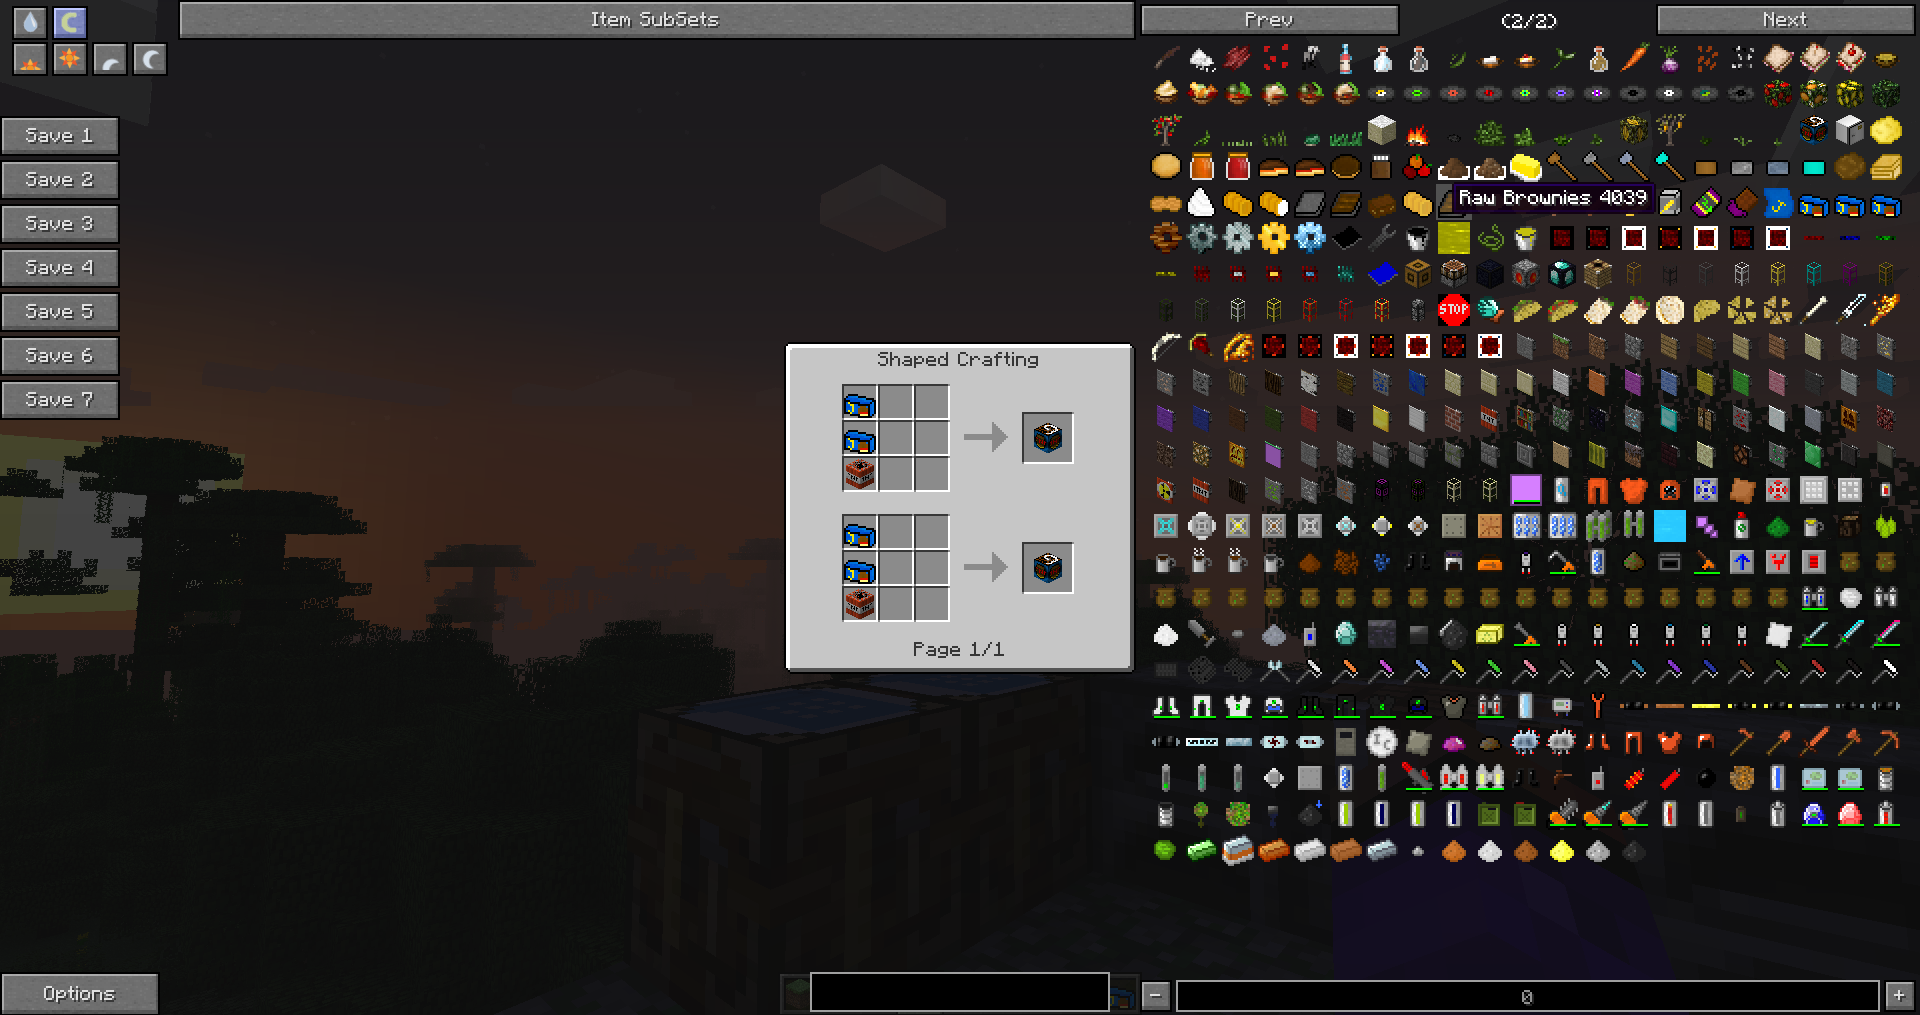 Item SubSets
Prev
(2/2)
Next
Save 1
Save 2
Save 3
Save 4
Save 5
Save 6
Save 7
Raw Brownies 4039
STOP
Shaped Crafting
Page 1/1
Options
-
0
+